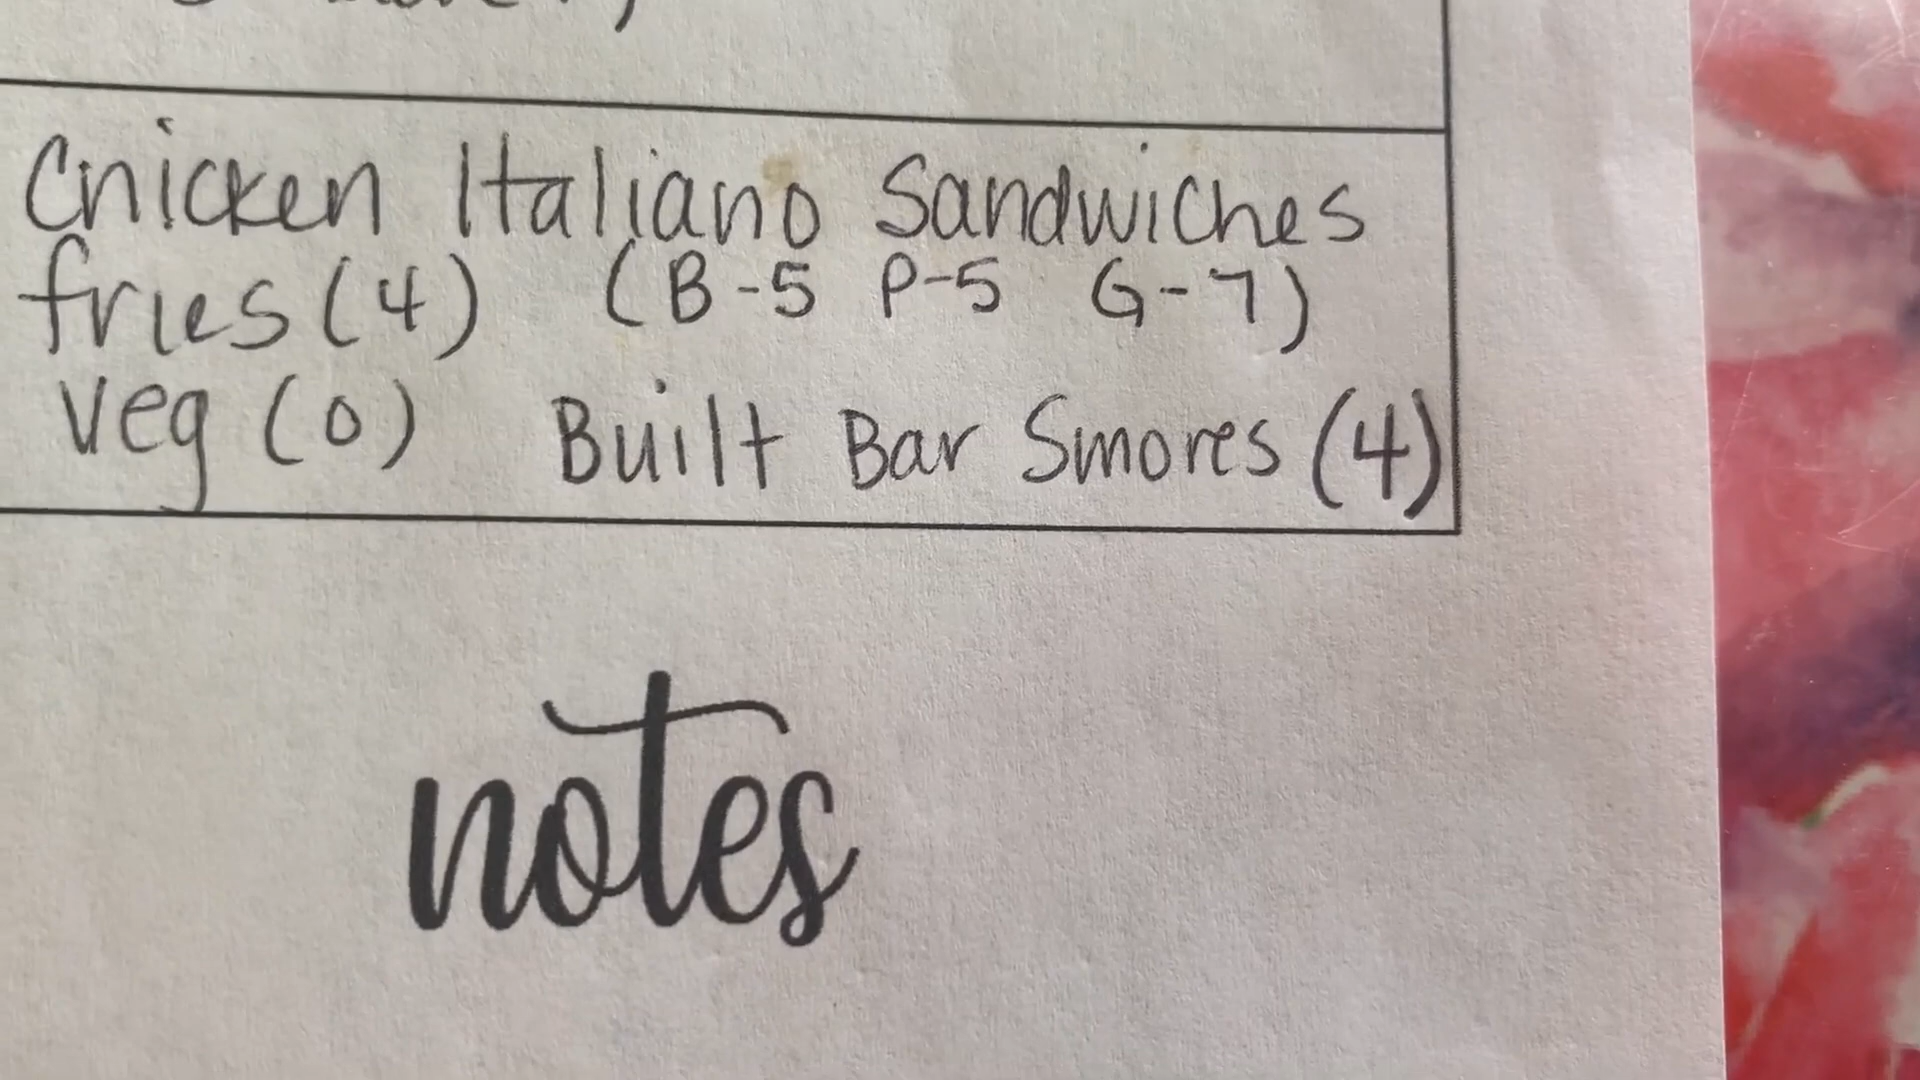 Chicken Italiano Sandwiches
fries (4) (B-5 P-5 G-7)
veg (0) Built Bar Smores (4)
notes